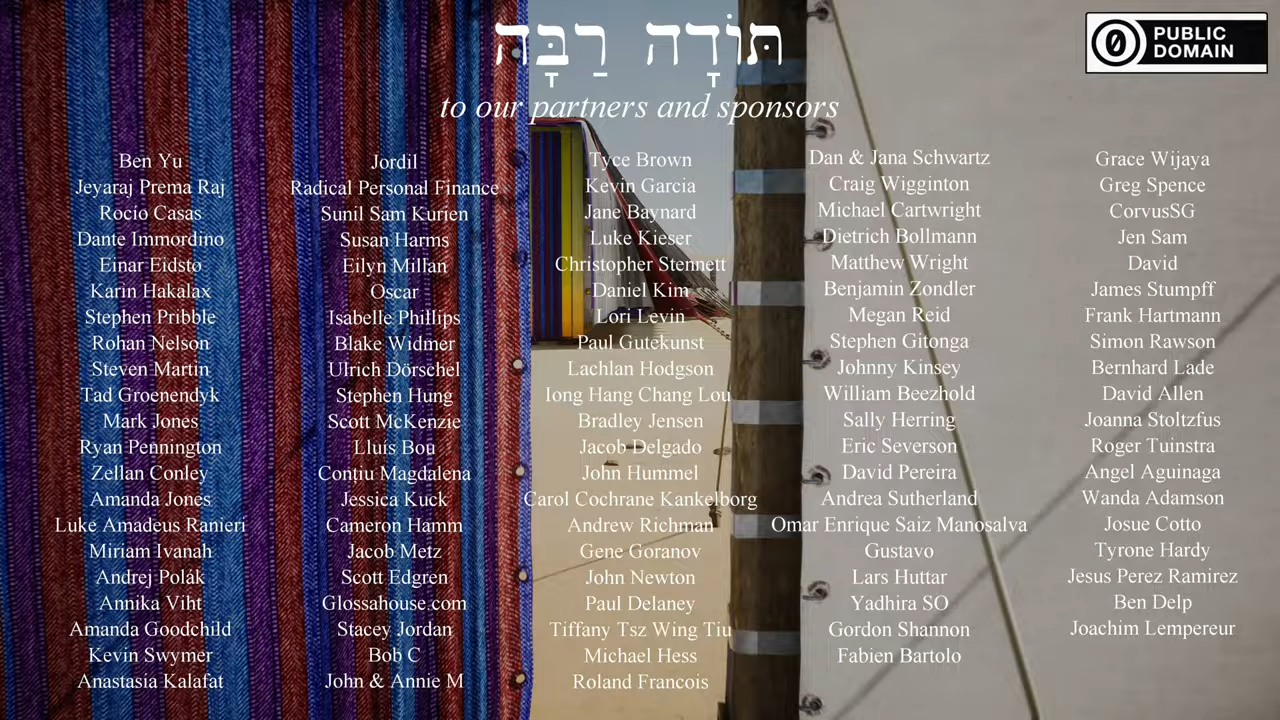 תּוֹדָה רַבָּה
to our partners and sponsors
PUBLIC
DOMAIN
Ben Yu
Jeyaraj Prema Raj
Rocío Casas
Dante Immordino
Einar Eidstø
Karin Hakalax
Stephen Pribble
Rohan Nelson
Steven Martin
Tad Groenendyk
Mark Jones
Ryan Pennington
Zellan Conley
Amanda Jones
Luke Amadeus Ranieri
Miriam Ivanah
Andrej Polák
Annika Viht
Amanda Goodchild
Kevin Swymer
Anastasia Kalafat
Jordil
Radical Personal Finance
Sunil Sam Kurien
Susan Harms
Eilyn Millan
Oscar
Isabelle Phillips
Blake Widmer
Ulrich Dörschel
Stephen Hung
Scott McKenzie
Lluís Bou
Conțiu Magdalena
Jessica Kuck
Cameron Hamm
Jacob Metz
Scott Edgren
Glossahouse.com
Stacey Jordan
Bob C
John & Annie M
Tyce Brown
Kevin Garcia
Jane Baynard
Luke Kieser
Christopher Stennett
Daniel Kim
Lori Levin
Paul Gutekunst
Lachlan Hodgson
Iong Hang Chang Lou
Bradley Jensen
Jacob Delgado
John Hummel
Carol Cochrane Kankelborg
Andrew Richman
Gene Goranov
John Newton
Paul Delaney
Tiffany Tsz Wing Tiu
Michael Hess
Roland Francois
Dan & Jana Schwartz
Craig Wigginton
Michael Cartwright
Dietrich Bollmann
Matthew Wright
Benjamin Zondler
Megan Reid
Stephen Gitonga
Johnny Kinsey
William Beezhold
Sally Herring
Eric Severson
David Pereira
Andrea Sutherland
Omar Enrique Saiz Manosalva
Gustavo
Lars Huttar
Yadhira SO
Gordon Shannon
Fabien Bartolo
Grace Wijaya
Greg Spence
CorvusSG
Jen Sam
David
James Stumpff
Frank Hartmann
Simon Rawson
Bernhard Lade
David Allen
Joanna Stoltzfus
Roger Tuinstra
Angel Aguinaga
Wanda Adamson
Josue Cotto
Tyrone Hardy
Jesus Perez Ramirez
Ben Delp
Joachim Lempereur